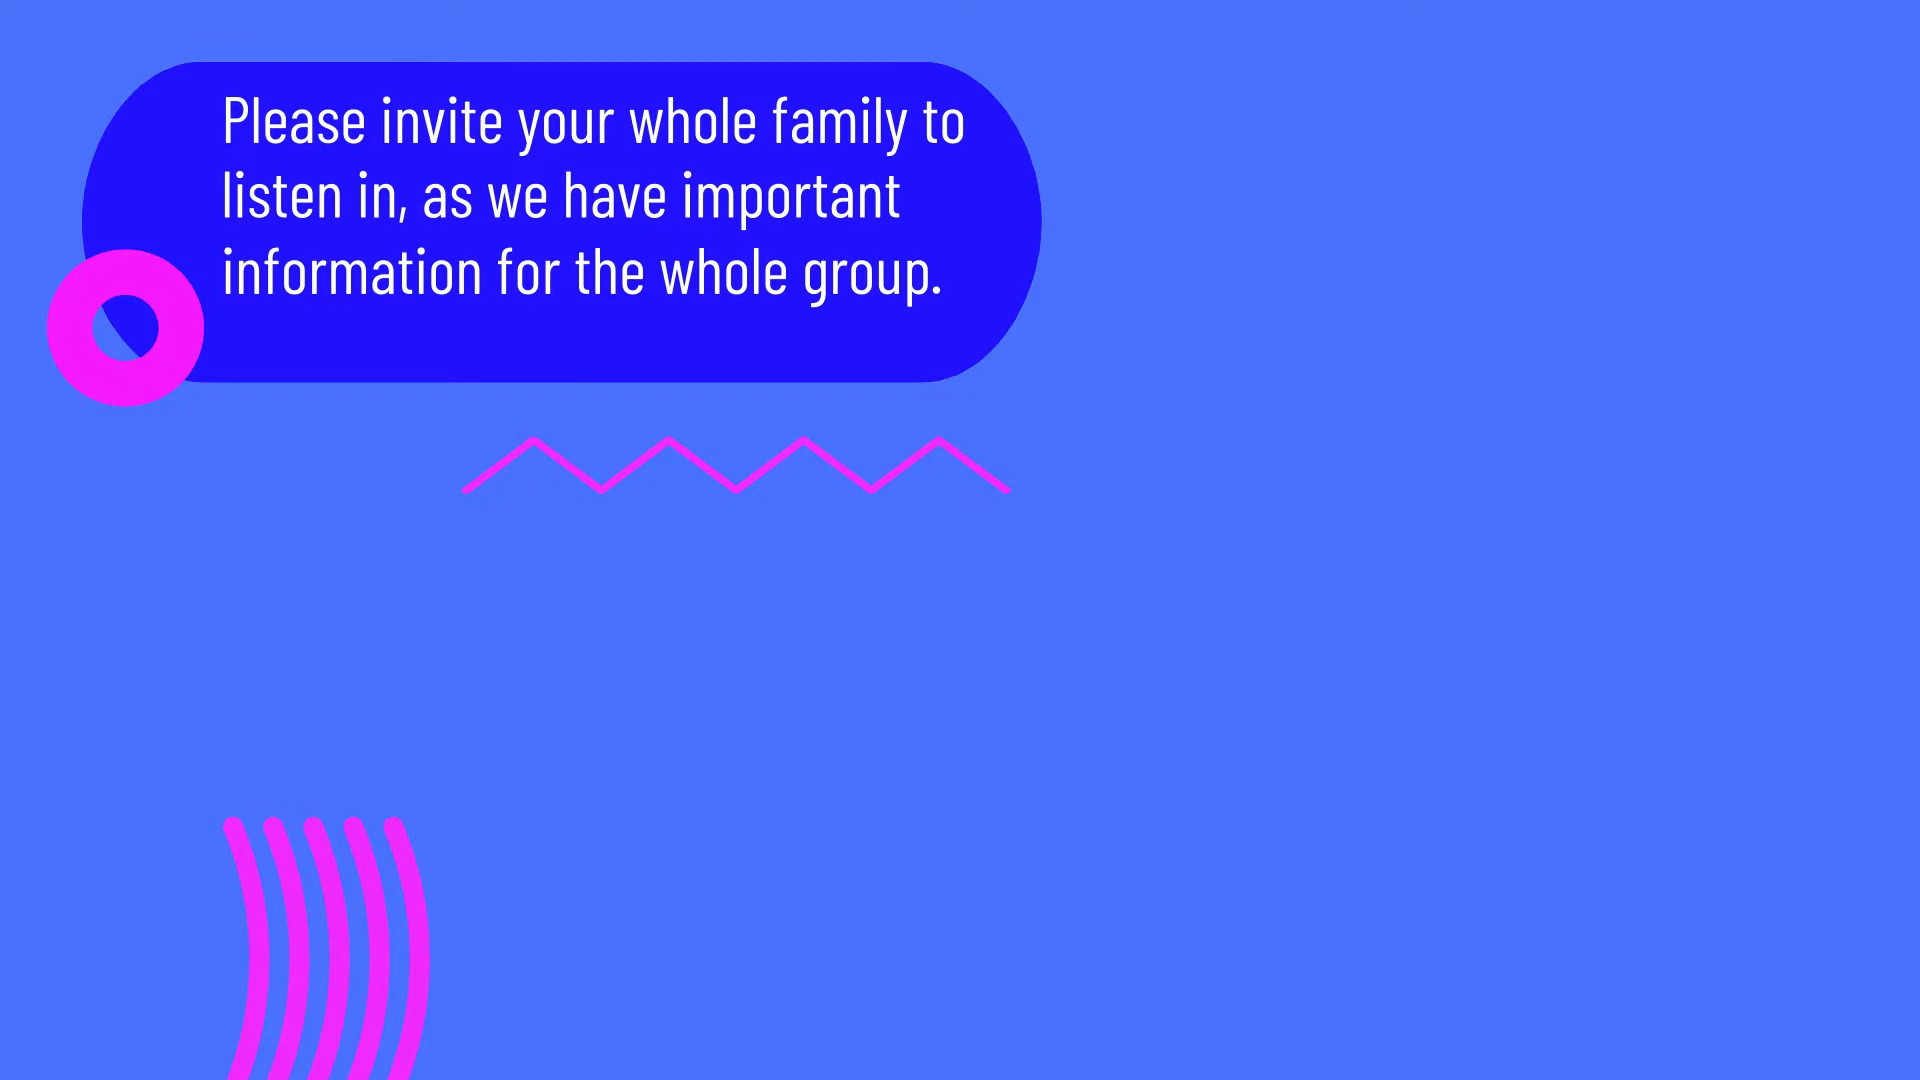 Please invite your whole family to
listen in, as we have important
information for the whole group.